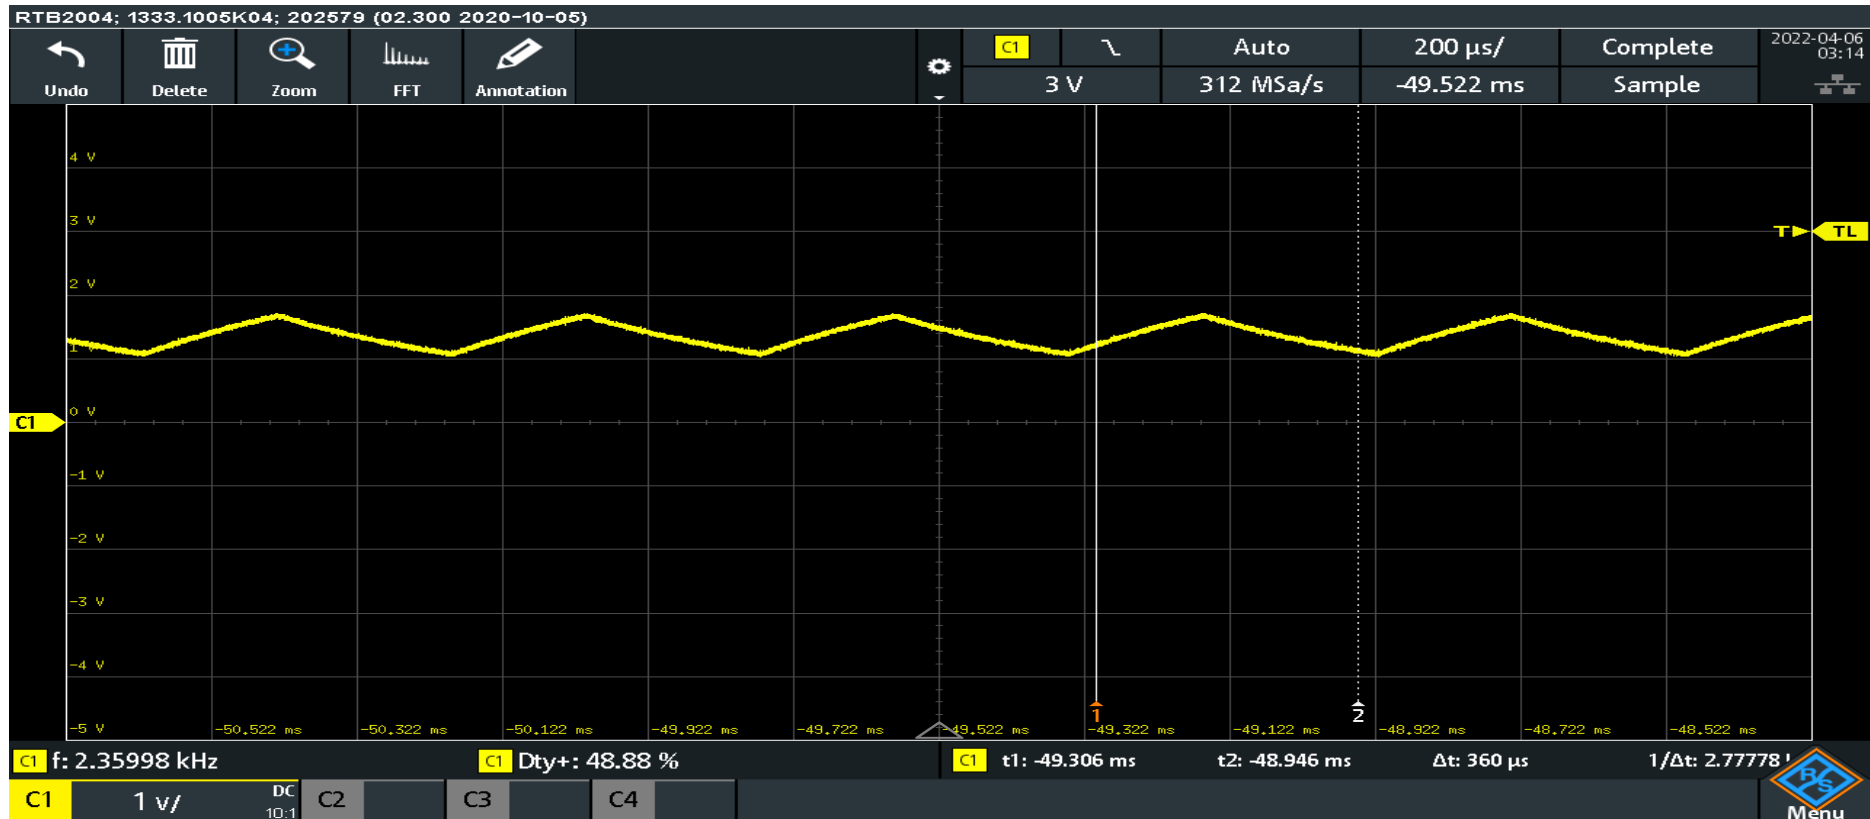 RTB2004; 1333.1005K04; 202579 (02.300 2020-10-05)
Undo Delete Zoom FFT Annotation
C1 Auto 200 µs/ Complete
3 V 312 MSa/s -49.522 ms Sample
2022-04-06
03:14
4 V
3 V
T TL
2 V
1 V
0 V
C1
-1 V
-2 V
-3 V
-4 V
1 2
-5 V -50.522 ms -50.322 ms -50.122 ms -49.922 ms -49.722 ms -49.522 ms -49.322 ms -49.122 ms -48.922 ms -48.722 ms -48.522 ms
C1 f: 2.35998 kHz C1 Dty+: 48.88 % C1 t1: -49.306 ms t2: -48.946 ms Δt: 360 µs 1/Δt: 2.77778
C1 1 V/ DC 10:1 C2 C3 C4
R S
Menu